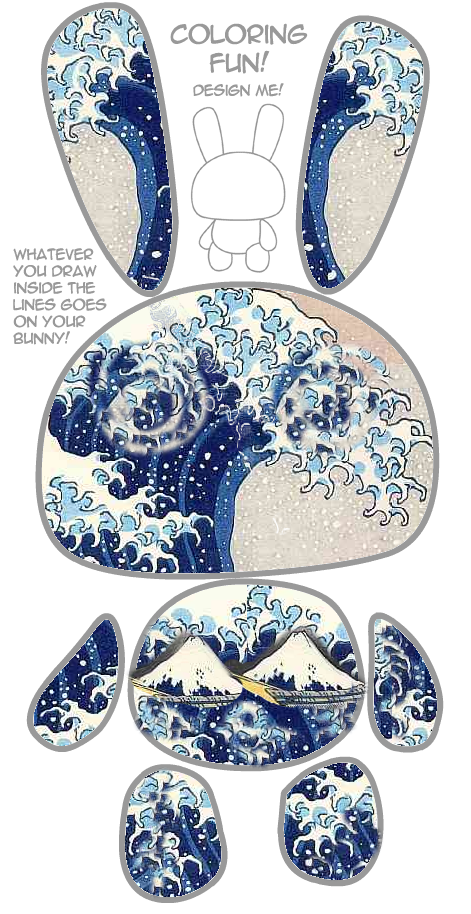 COLORING
FUN!
DESIGN ME!
WHATEVER
YOU DRAW
INSIDE THE
LINES GOES
ON YOUR
BUNNY!